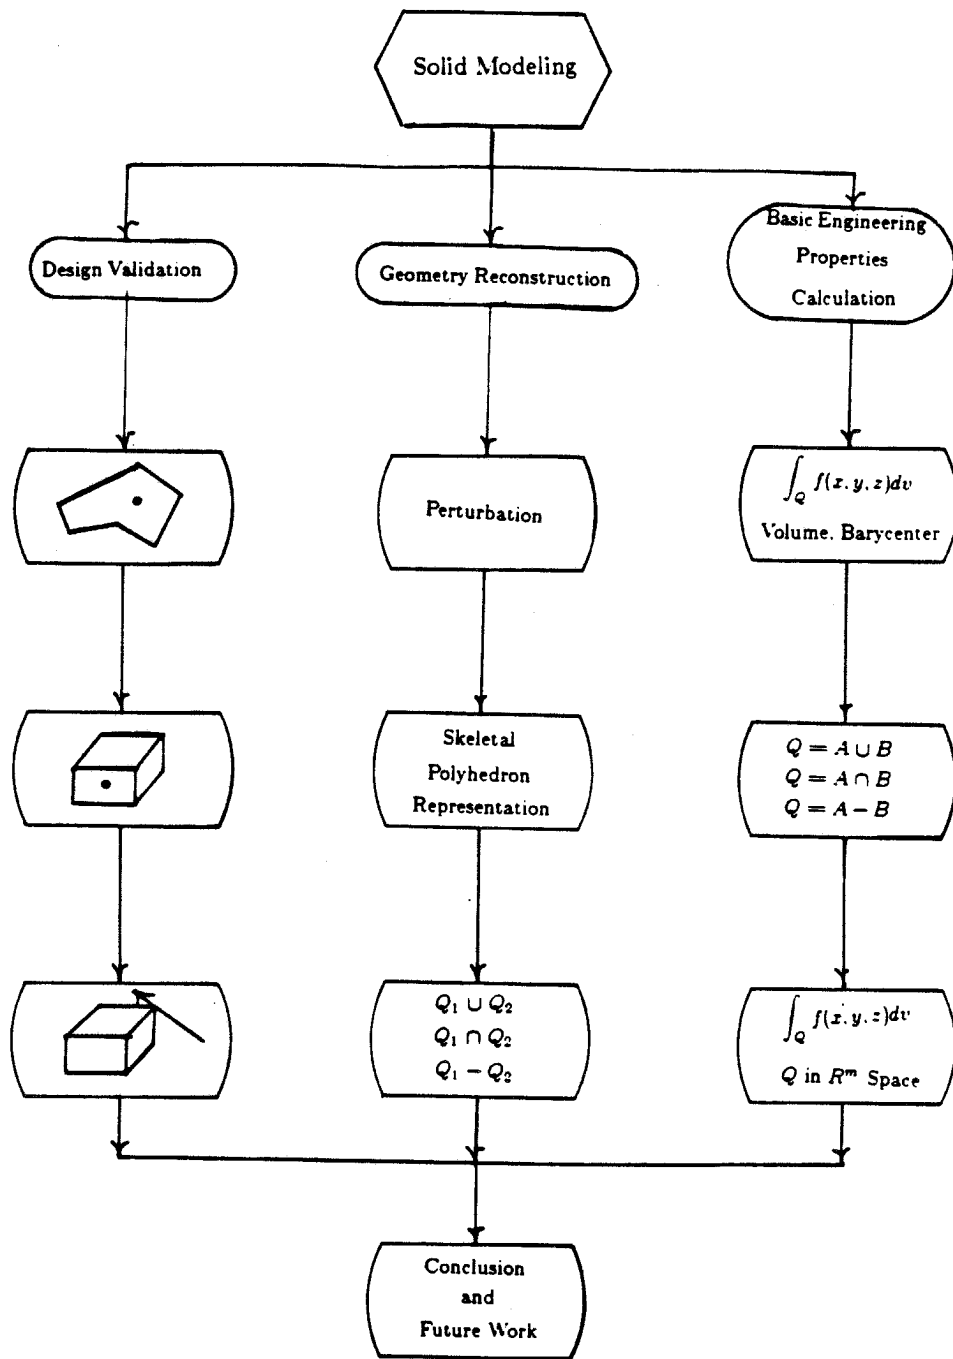 Solid Modeling
Design Validation
Geometry Reconstruction
Basic Engineering
Properties
Calculation
Perturbation
∫_Q f(x, y, z)dv
Volume, Barycenter
Skeletal
Polyhedron
Representation
Q = A ∪ B
Q = A ∩ B
Q = A − B
Q₁ ∪ Q₂
Q₁ ∩ Q₂
Q₁ − Q₂
∫_Q f(x, y, z)dv
Q in Rᵐ Space
Conclusion
and
Future Work